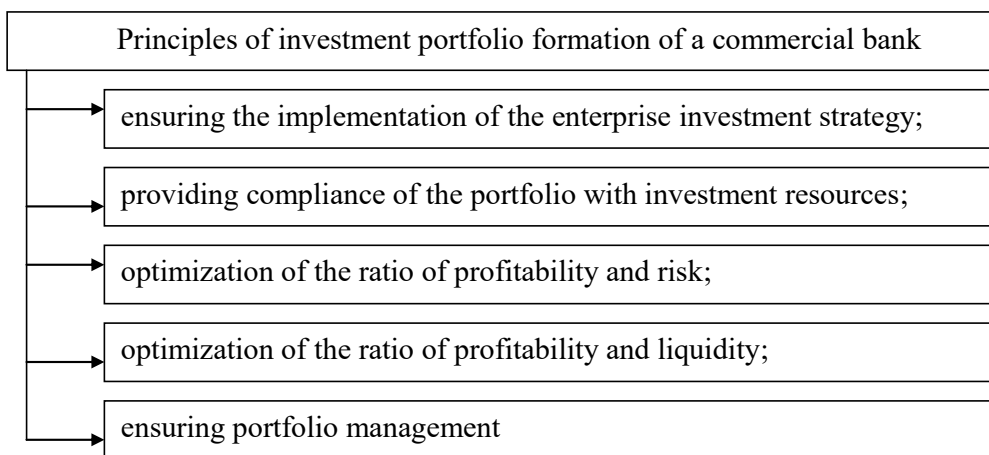 Principles of investment portfolio formation of a commercial bank
ensuring the implementation of the enterprise investment strategy;
providing compliance of the portfolio with investment resources;
optimization of the ratio of profitability and risk;
optimization of the ratio of profitability and liquidity;
ensuring portfolio management